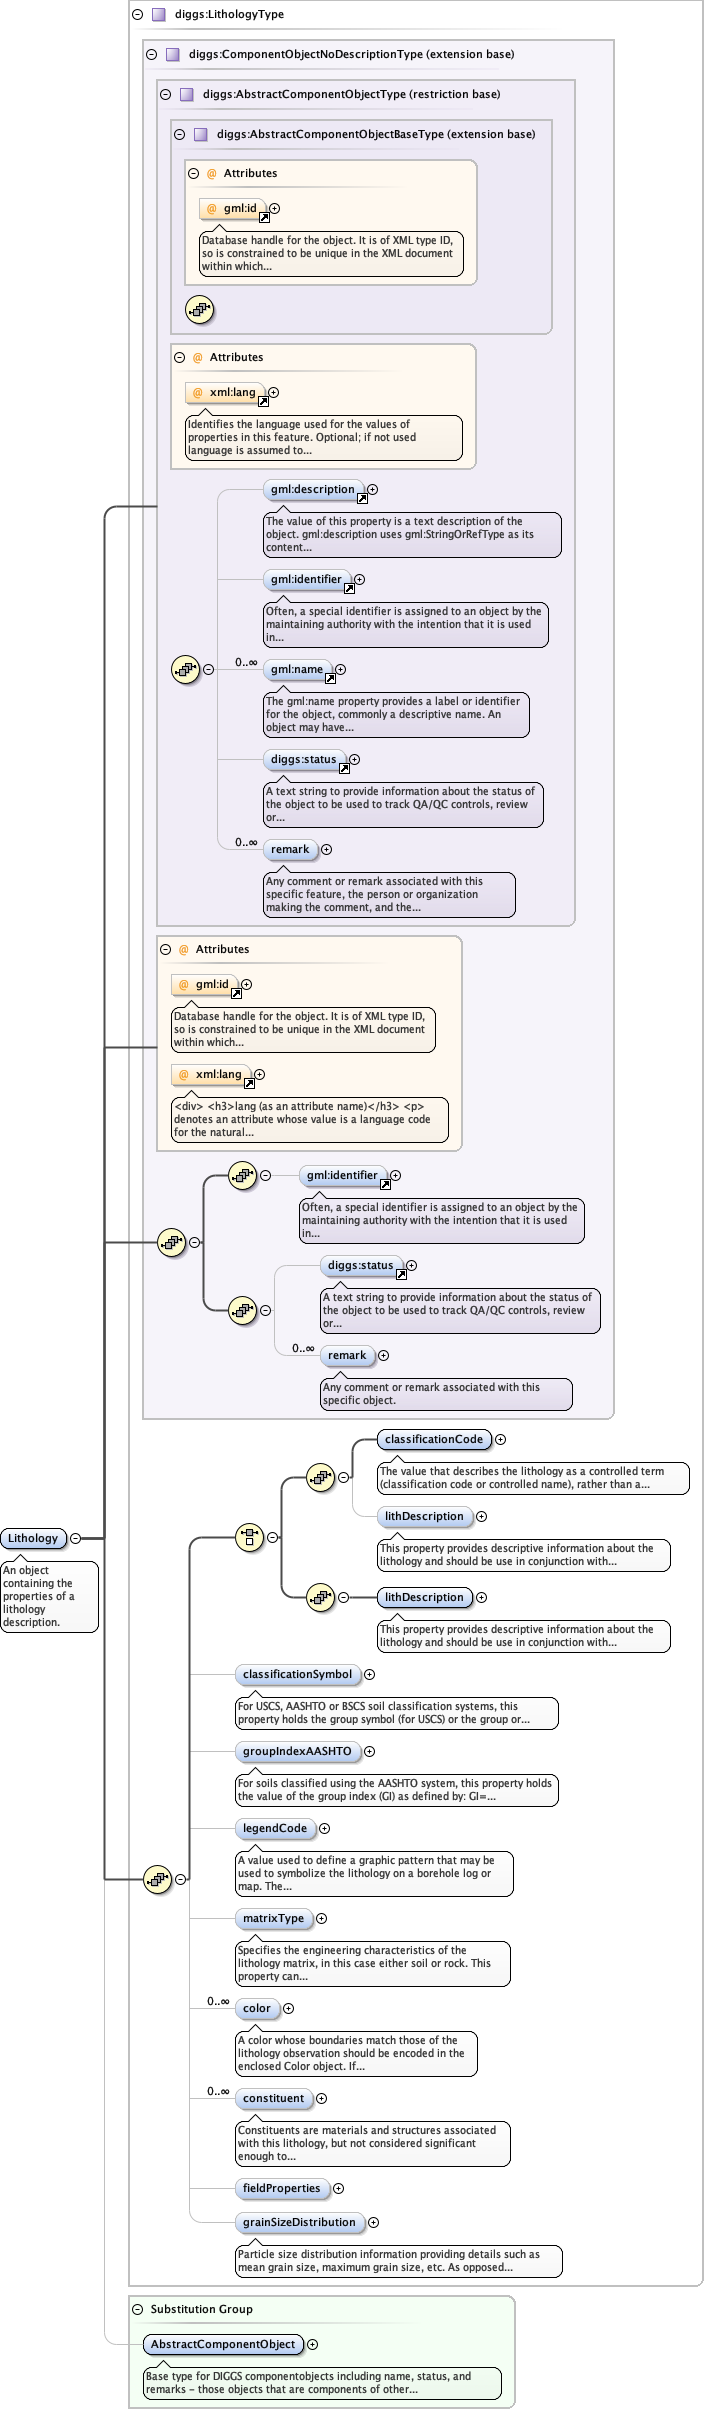 diggs:LithologyType
diggs:ComponentObjectNoDescriptionType (extension base)
diggs:AbstractComponentObjectType (restriction base)
diggs:AbstractComponentObjectBaseType (extension base)
@ Attributes
@ gml:id
Database handle for the object. It is of XML type ID,
so is constrained to be unique in the XML document
within which...
@ Attributes
@ xml:lang
Identifies the language used for the values of
properties in this feature. Optional; if not used
language is assumed to...
gml:description
The value of this property is a text description of the
object. gml:description uses gml:StringOrRefType as its
content...
gml:identifier
Often, a special identifier is assigned to an object by the
maintaining authority with the intention that it is used
in...
0..∞
gml:name
The gml:name property provides a label or identifier
for the object, commonly a descriptive name. An
object may have...
diggs:status
A text string to provide information about the status of
the object to be used to track QA/QC controls, review
or...
0..∞
remark
Any comment or remark associated with this
specific feature, the person or organization
making the comment, and the...
@ Attributes
@ gml:id
Database handle for the object. It is of XML type ID,
so is constrained to be unique in the XML document
within which...
@ xml:lang
<div> <h3>lang (as an attribute name)</h3> <p>
denotes an attribute whose value is a language code
for the natural...
gml:identifier
Often, a special identifier is assigned to an object by the
maintaining authority with the intention that it is used
in...
diggs:status
A text string to provide information about the status of
the object to be used to track QA/QC controls, review
or...
0..∞
remark
Any comment or remark associated with this
specific object.
classificationCode
The value that describes the lithology as a controlled term
(classification code or controlled name), rather than a...
lithDescription
This property provides descriptive information about the
lithology and should be use in conjunction with...
lithDescription
This property provides descriptive information about the
lithology and should be use in conjunction with...
Lithology
An object
containing the
properties of a
lithology
description.
classificationSymbol
For USCS, AASHTO or BSCS soil classification systems, this
property holds the group symbol (for USCS) or the group or...
groupIndexAASHTO
For soils classified using the AASHTO system, this property holds
the value of the group index (GI) as defined by: GI=...
legendCode
A value used to define a graphic pattern that may be
used to symbolize the lithology on a borehole log or
map. The...
matrixType
Specifies the engineering characteristics of the
lithology matrix, in this case either soil or rock. This
property can...
0..∞
color
A color whose boundaries match those of the
lithology observation should be encoded in the
enclosed Color object. If...
0..∞
constituent
Constituents are materials and structures associated
with this lithology, but not considered significant
enough to...
fieldProperties
grainSizeDistribution
Particle size distribution information providing details such as
mean grain size, maximum grain size, etc. As opposed...
Substitution Group
AbstractComponentObject
Base type for DIGGS componentobjects including name, status, and
remarks - those objects that are components of other...